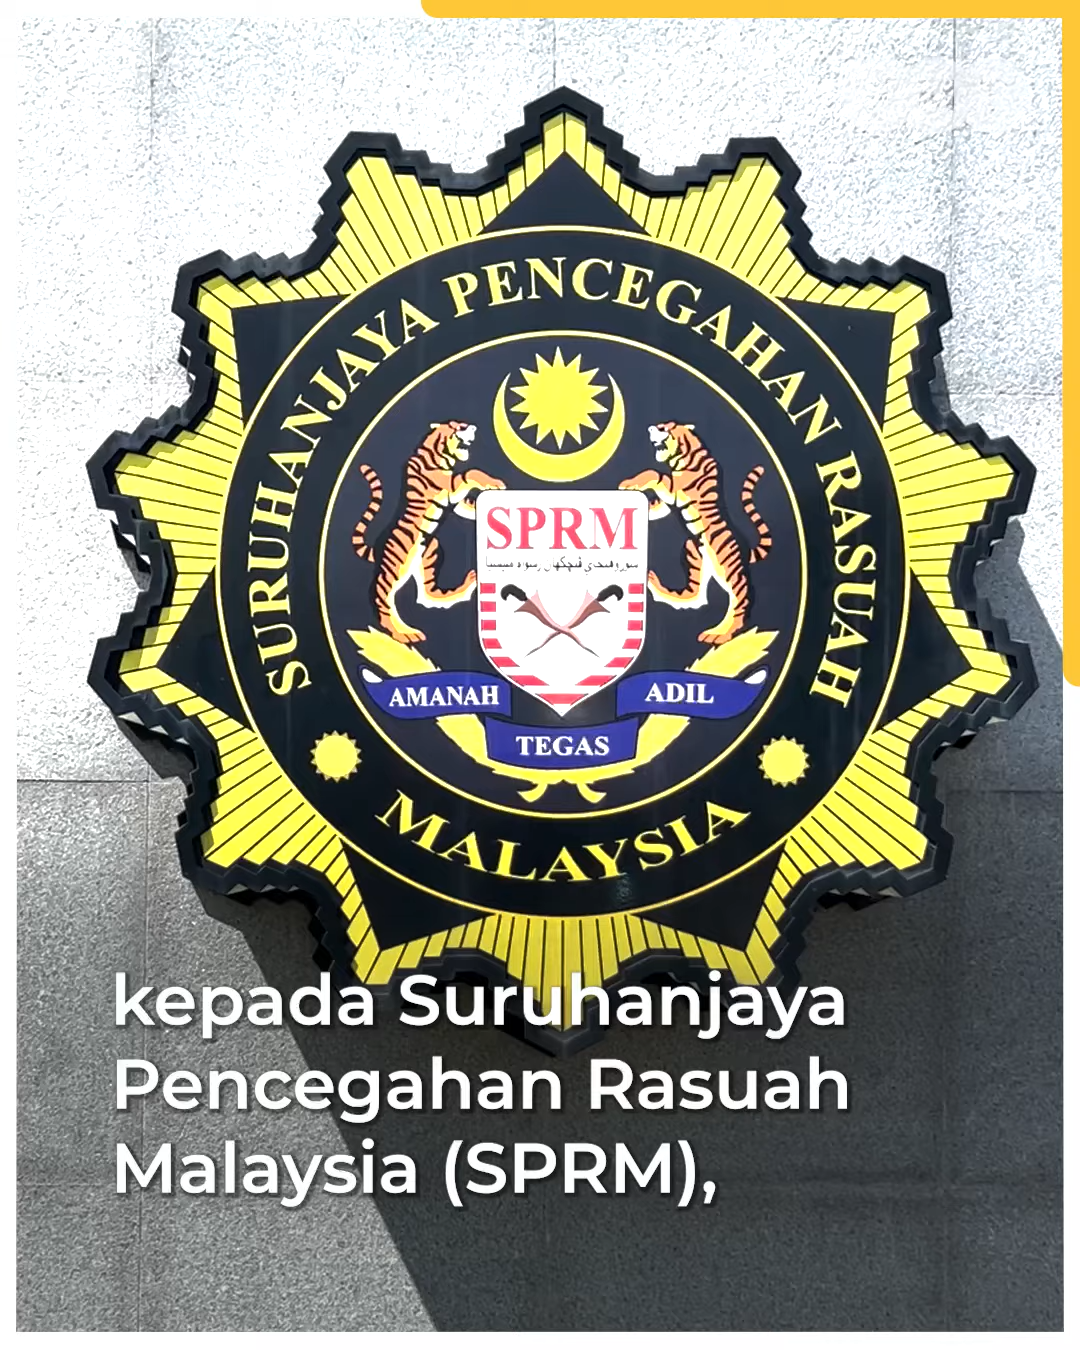 SURUHANJAYA PENCEGAHAN RASUAH
SPRM
AMANAH
ADIL
TEGAS
MALAYSIA
kepada Suruhanjaya
Pencegahan Rasuah
Malaysia (SPRM),